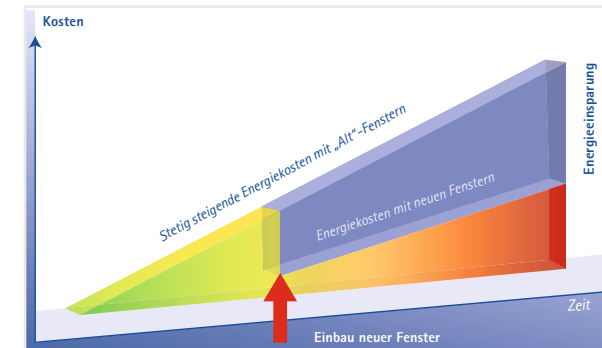 Kosten
Stetig steigende Energiekosten mit „Alt"-Fenstern
Energiekosten mit neuen Fenstern
Energieeinsparung
Zeit
Einbau neuer Fenster